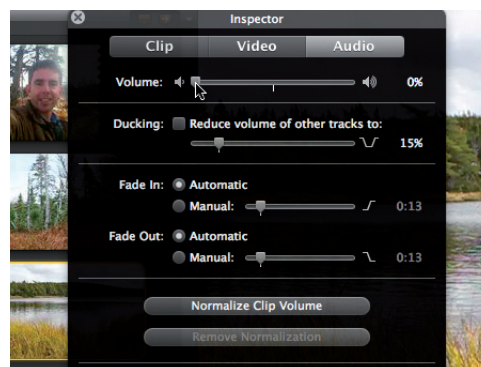 Inspector
Clip Video Audio
Volume: 0%
Ducking: Reduce volume of other tracks to:
15%
Fade In: Automatic
Manual: 0:13
Fade Out: Automatic
Manual: 0:13
Normalize Clip Volume
Remove Normalization